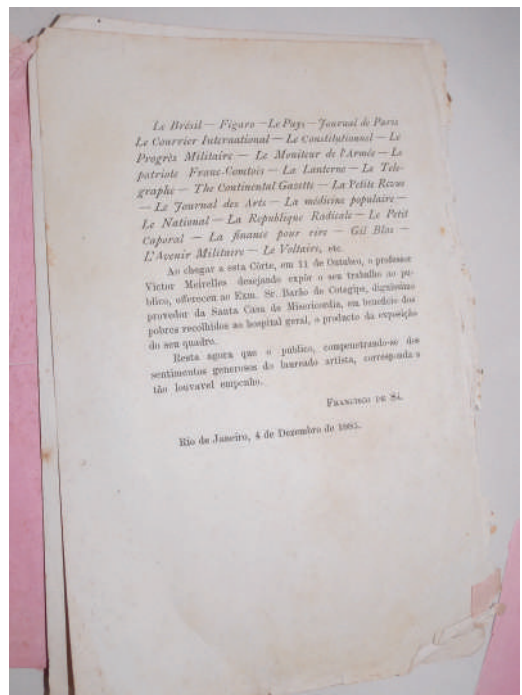 Le Brésil — Figaro — Le Pays — Journal de Paris
Le Courrier International — Le Constitutionnel — Le
Progrès Militaire — Le Moniteur de l'Armée — Le
patriote Franc-Comtois — La Lanterne — Le Tele-
graphe — The Continental Gazette — La Petite Revue
— Le Journal des Arts — La médicine populaire —
Le National — La Republique Radicale — Le Petit
Caporal — La finance pour rire — Gil Blas —
L'Avenir Militaire — Le Voltaire, etc.
Ao chegar a esta Côrte, em 11 de Outubro, o professor
Victor Meirelles desejando expôr o seu trabalho ao pu-
blico, offereceu ao Exm. Sr. Barão de Cotegipe, dignissimo
provedor da Santa Casa da Misericordia, em beneficio dos
pobres recolhidos ao hospital geral, o producto da exposição
do seu quadro.
Resta agora que o público, compenetrando-se dos
sentimentos generosos do laureado artista, corresponda a
tão louvavel empenho.
FRANCISCO DE SÁ.
Rio de Janeiro, 4 de Dezembro de